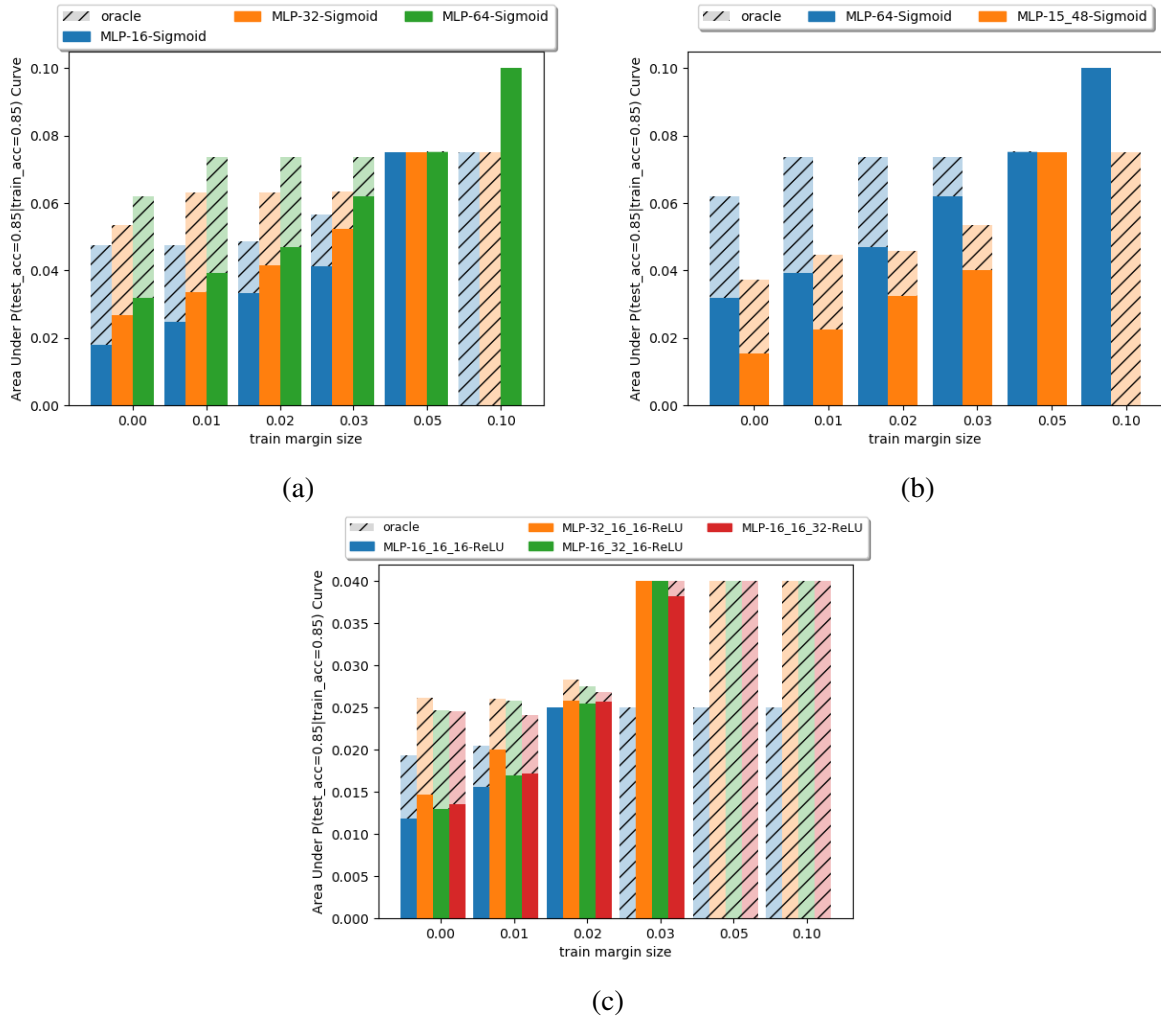 oracle MLP-32-Sigmoid MLP-64-Sigmoid
MLP-16-Sigmoid
Area Under P(test_acc=0.85|train_acc=0.85) Curve
0.10
0.08
0.06
0.04
0.02
0.00
0.00 0.01 0.02 0.03 0.05 0.10
train margin size
(a)
oracle MLP-64-Sigmoid MLP-15_48-Sigmoid
Area Under P(test_acc=0.85|train_acc=0.85) Curve
0.10
0.08
0.06
0.04
0.02
0.00
0.00 0.01 0.02 0.03 0.05 0.10
train margin size
(b)
oracle MLP-32_16_16-ReLU MLP-16_16_32-ReLU
MLP-16_16_16-ReLU MLP-16_32_16-ReLU
Area Under P(test_acc=0.85|train_acc=0.85) Curve
0.040
0.035
0.030
0.025
0.020
0.015
0.010
0.005
0.000
0.00 0.01 0.02 0.03 0.05 0.10
train margin size
(c)